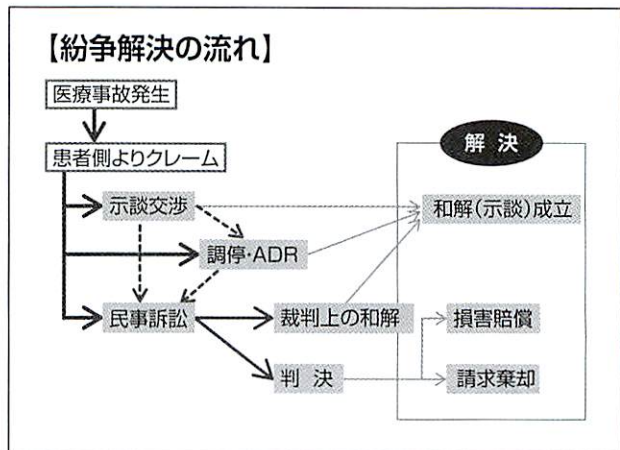 【紛争解決の流れ】
医療事故発生
患者側よりクレーム
解 決
示談交渉
和解(示談)成立
調停・ADR
民事訴訟
裁判上の和解
損害賠償
判 決
請求棄却